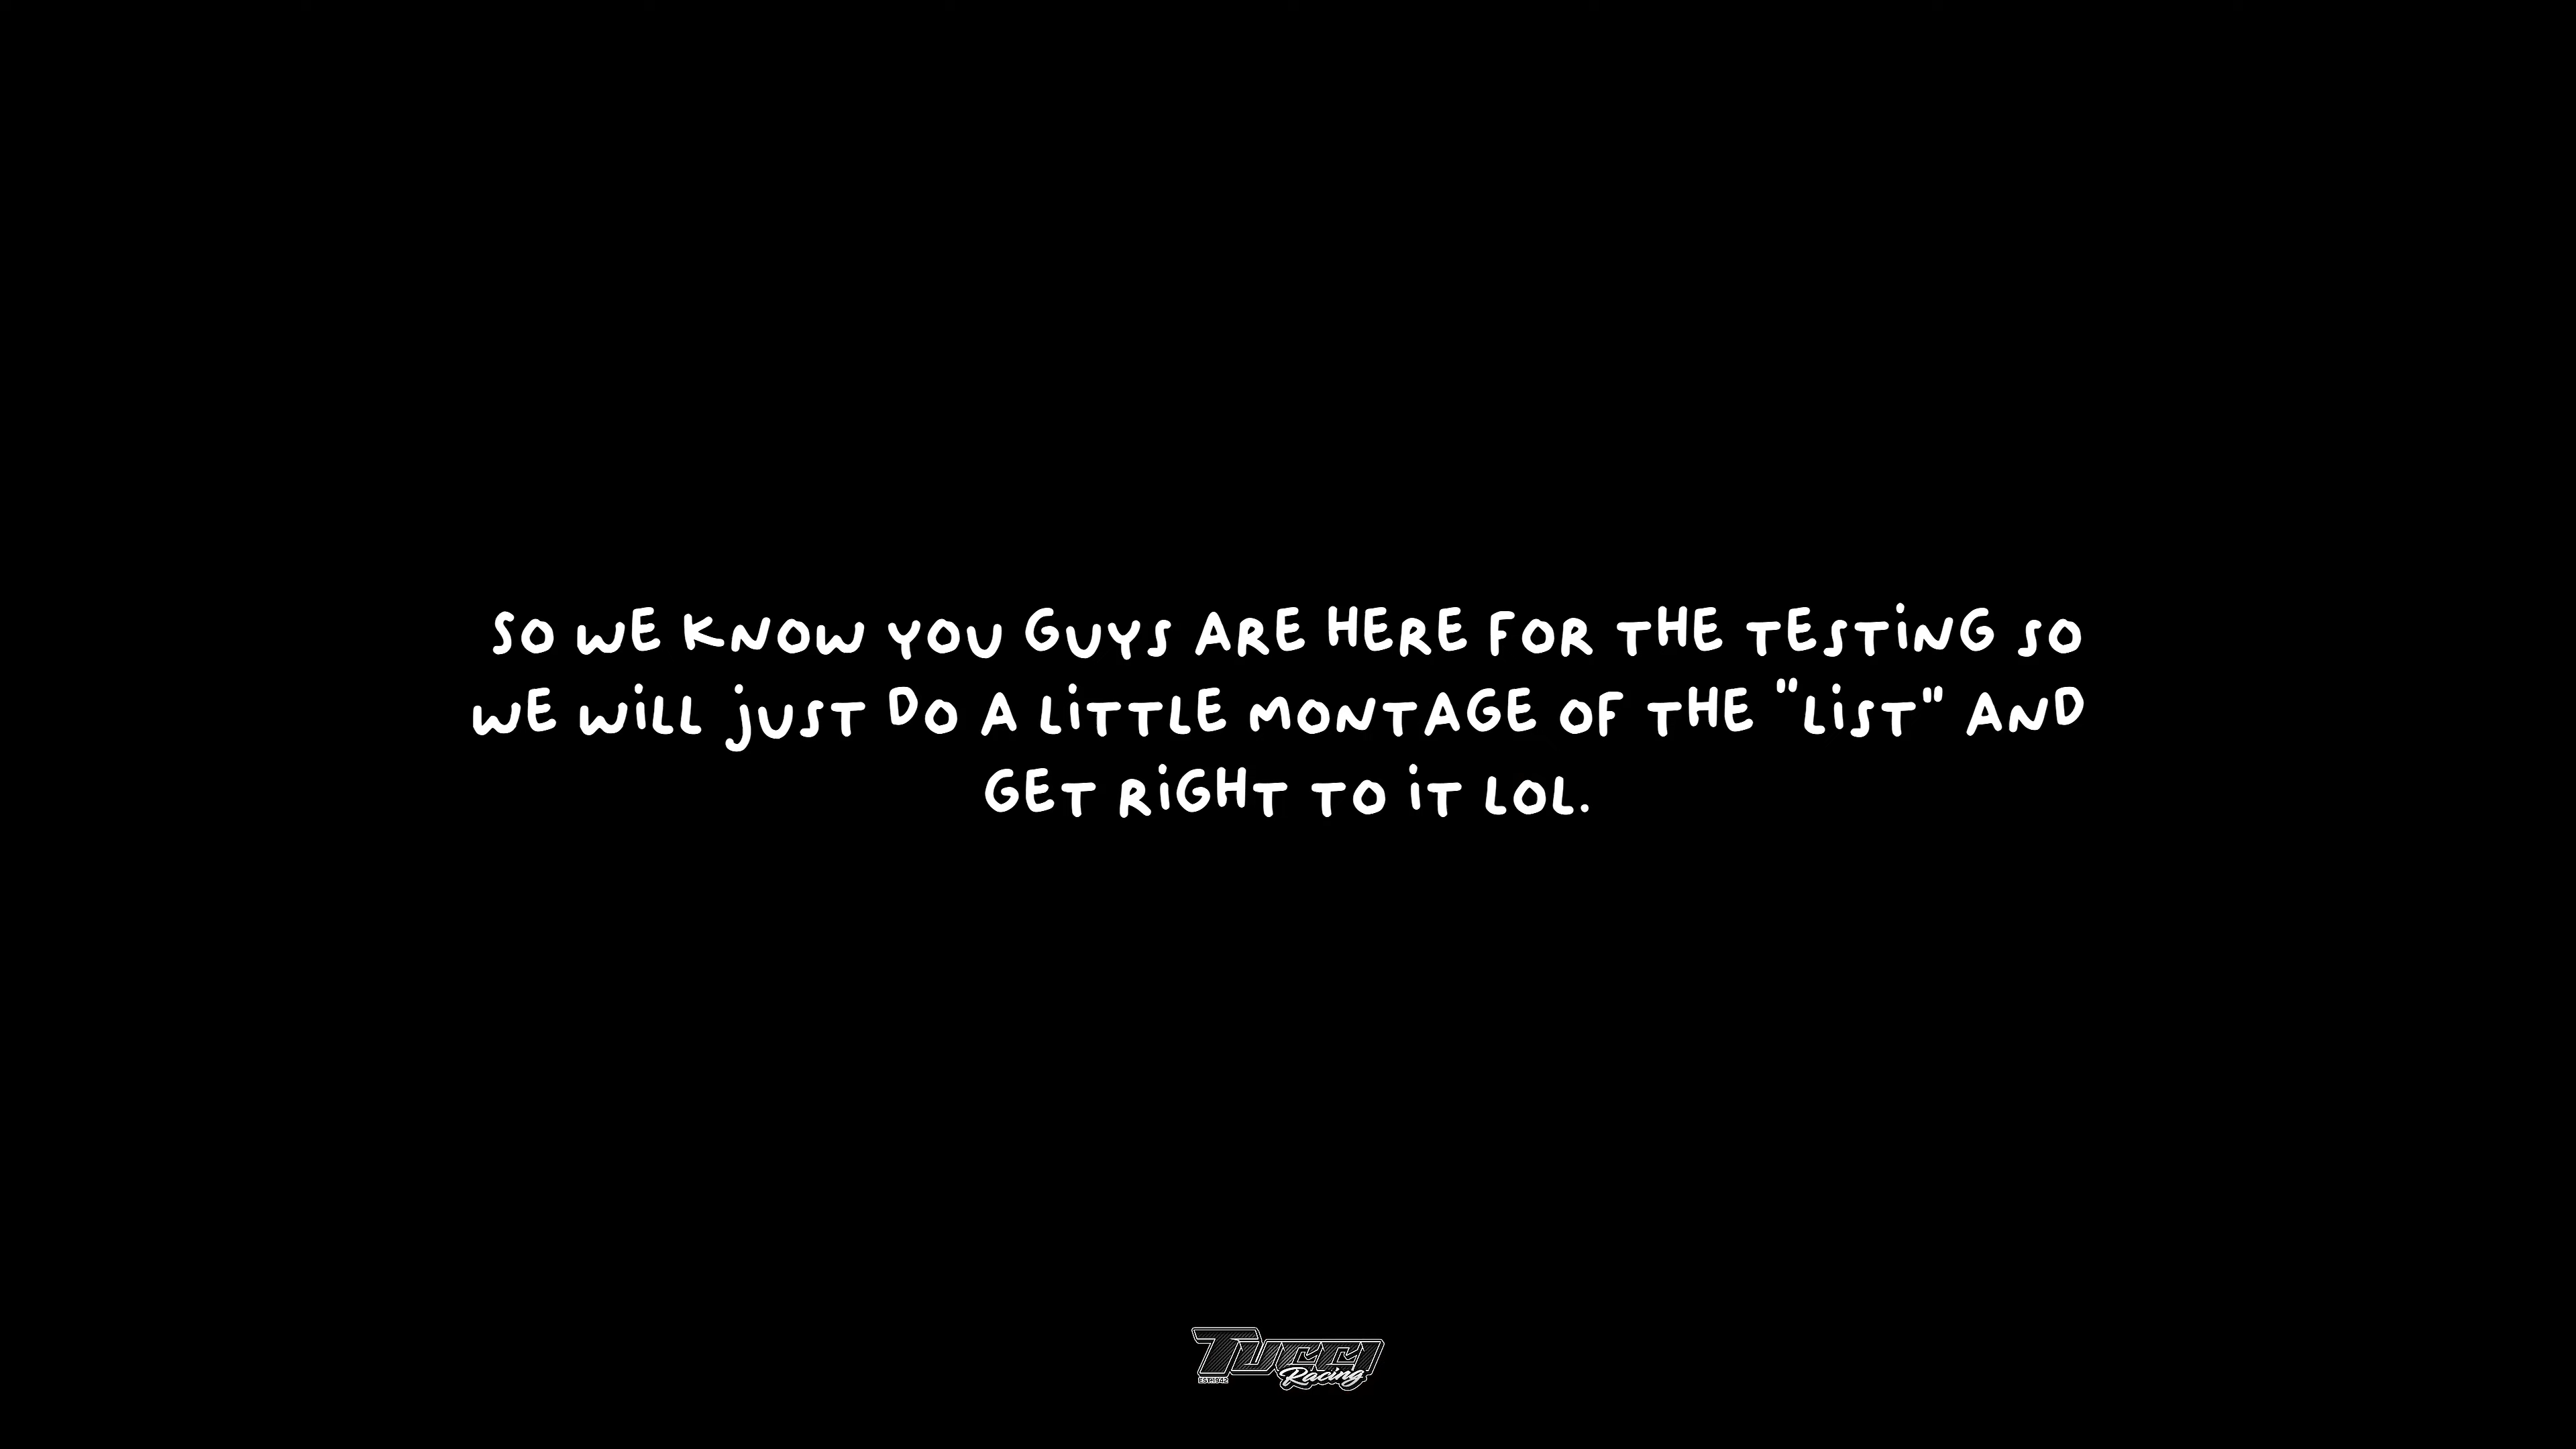 SO WE KNOW YOU GUYS ARE HERE FOR THE TESTING SO
WE WILL JUST DO A LITTLE MONTAGE OF THE "LIST" AND
GET RIGHT TO IT LOL.
TUCCI
Racing